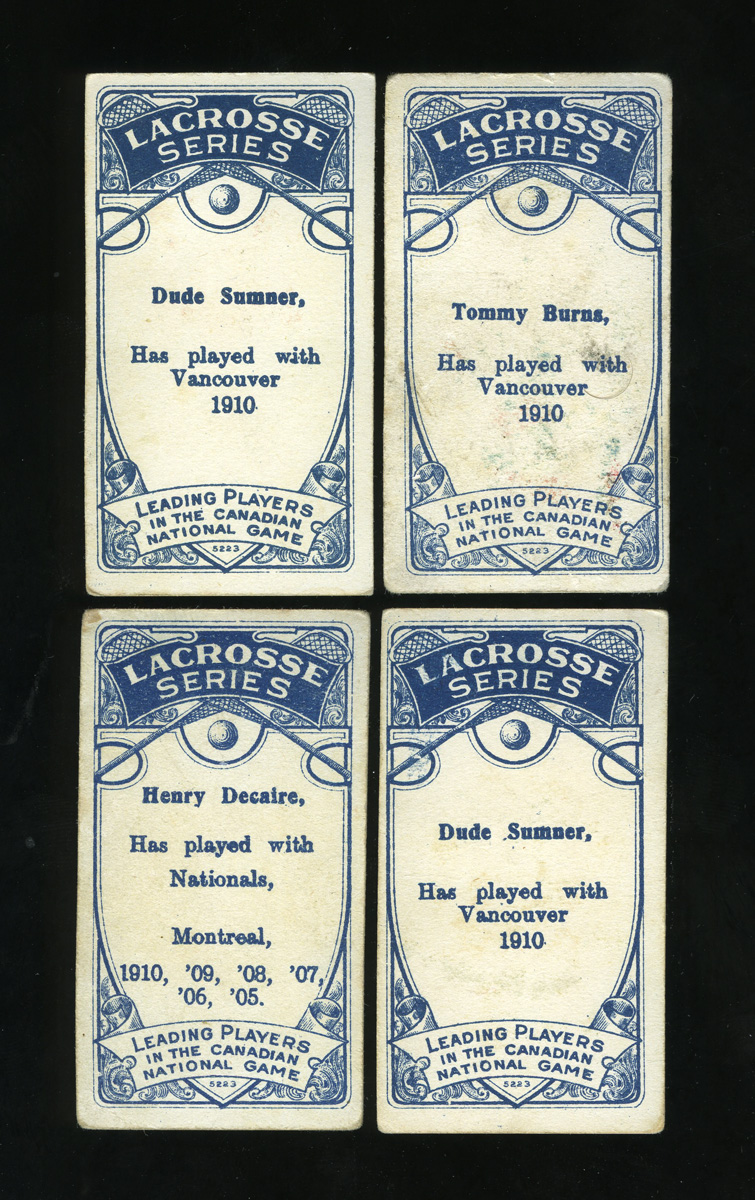 LACROSSE
SERIES
Dude Sumner,
Has played with
Vancouver
1910
LEADING PLAYERS
IN THE CANADIAN
NATIONAL GAME
5223
LACROSSE
SERIES
Tommy Burns,
Has played with
Vancouver
1910
LEADING PLAYERS
IN THE CANADIAN
NATIONAL GAME
5223
LACROSSE
SERIES
Henry Decaire,
Has played with
Nationals,
Montreal,
1910, '09, '08, '07,
'06, '05.
LEADING PLAYERS
IN THE CANADIAN
NATIONAL GAME
5223
LACROSSE
SERIES
Dude Sumner,
Has played with
Vancouver
1910
LEADING PLAYERS
IN THE CANADIAN
NATIONAL GAME
5223